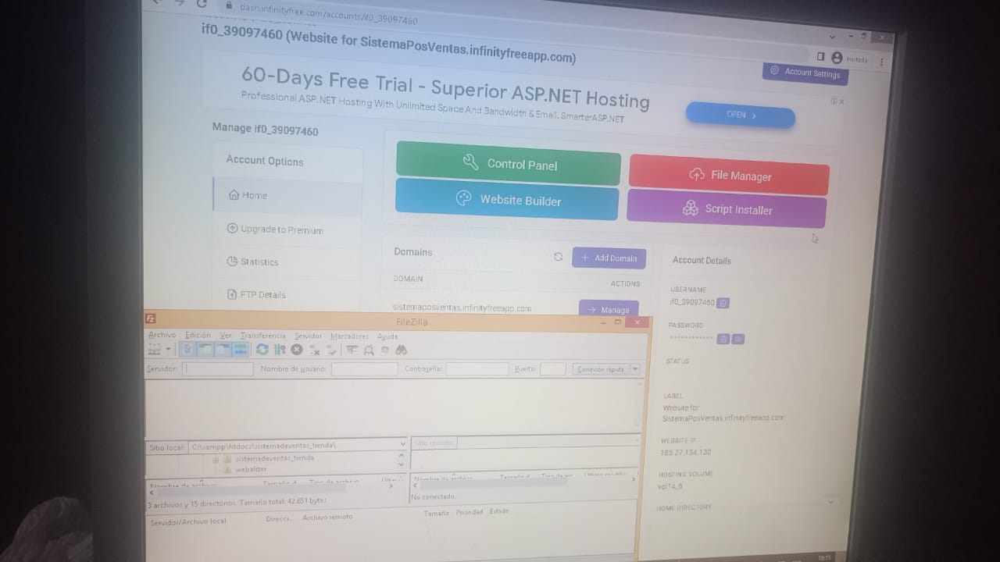 dash.infinityfree.com/accounts/if0_39097460
if0_39097460 (Website for SistemaPosVentas.infinityfreeapp.com)
Invitado
Account Settings
60-Days Free Trial - Superior ASP.NET Hosting
Professional ASP.NET Hosting With Unlimited Space And Bandwidth & Email. SmarterASP.NET
OPEN
Manage if0_39097460
Account Options
Home
Upgrade to Premium
Statistics
FTP Details
Control Panel
File Manager
Website Builder
Script Installer
Domains
Add Domain
DOMAIN
ACTIONS
sistemaposventas.infinityfreeapp.com
Manage
Account Details
USERNAME
if0_39097460
PASSWORD
************
STATUS
LABEL
Website for
SistemaPosVentas.infinityfreeapp.com
WEBSITE IP
185.27.134.130
HOSTING VOLUME
vol14_6
HOME DIRECTORY
FileZilla
Archivo Edición Ver Transferencia Servidor Marcadores Ayuda
Servidor: Nombre de usuario: Contraseña: Puerto: Conexión rápida
Sitio local: C:\xampp\htdocs\sistemadeventas_tienda\
sistemadeventas_tienda
webalizer
Sitio remoto:
Nombre de archivo Tamaño d... Tipo de archivo
Nombre de archivo Tamaño d... Tipo de ar...
3 archivos y 15 directorios. Tamaño total: 42.651 bytes
No conectado.
Servidor/Archivo local Direcci... Archivo remoto Tamaño Prioridad Estado
10:15